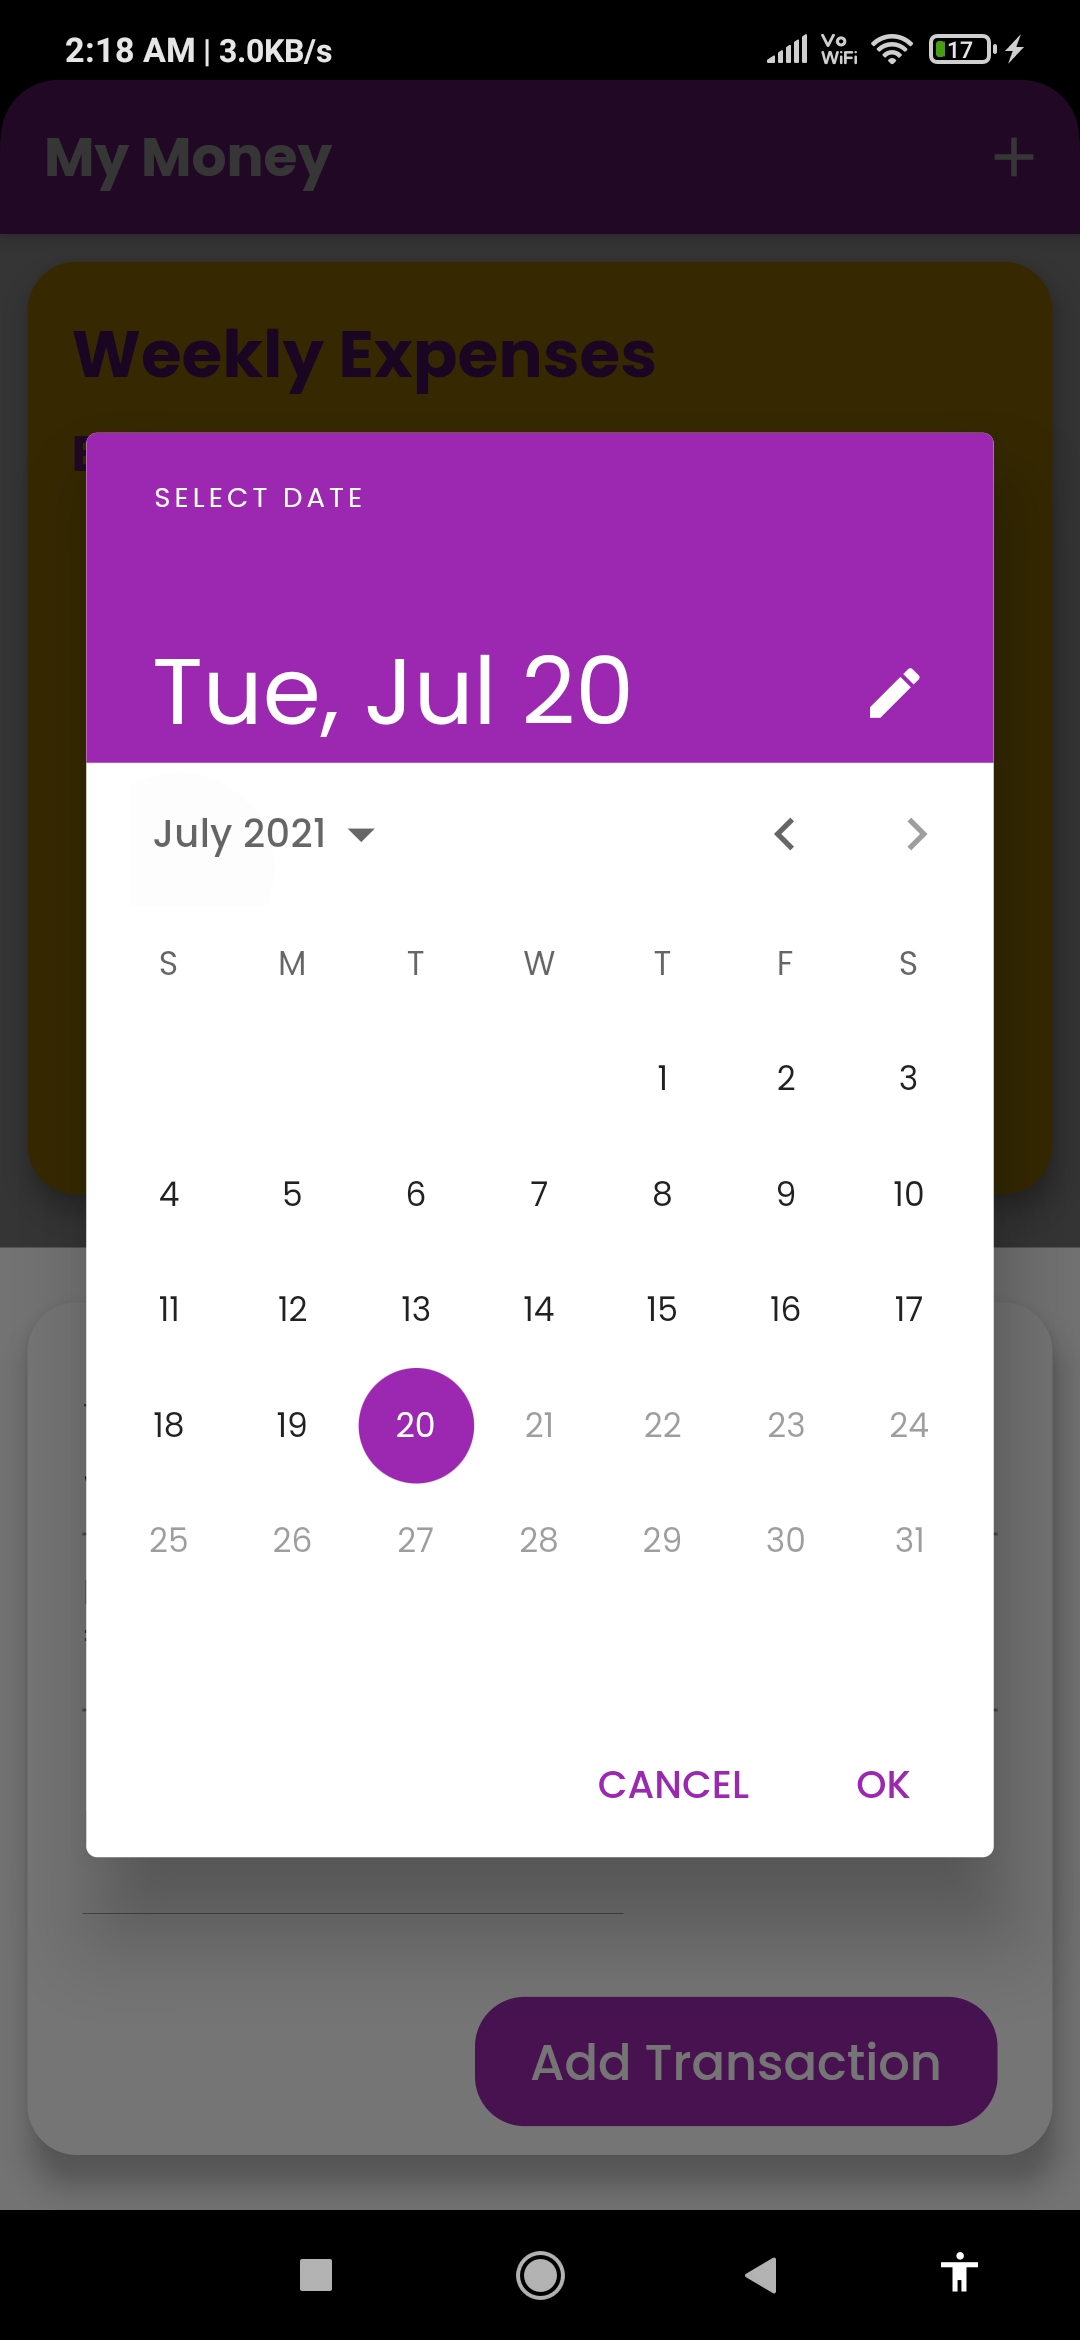 2:18 AM | 3.0KB/s Vo WiFi 17
My Money +
Weekly Expenses
SELECT DATE
Tue, Jul 20
July 2021
S M T W T F S
1 2 3
4 5 6 7 8 9 10
11 12 13 14 15 16 17
18 19 20 21 22 23 24
25 26 27 28 29 30 31
CANCEL OK
Add Transaction